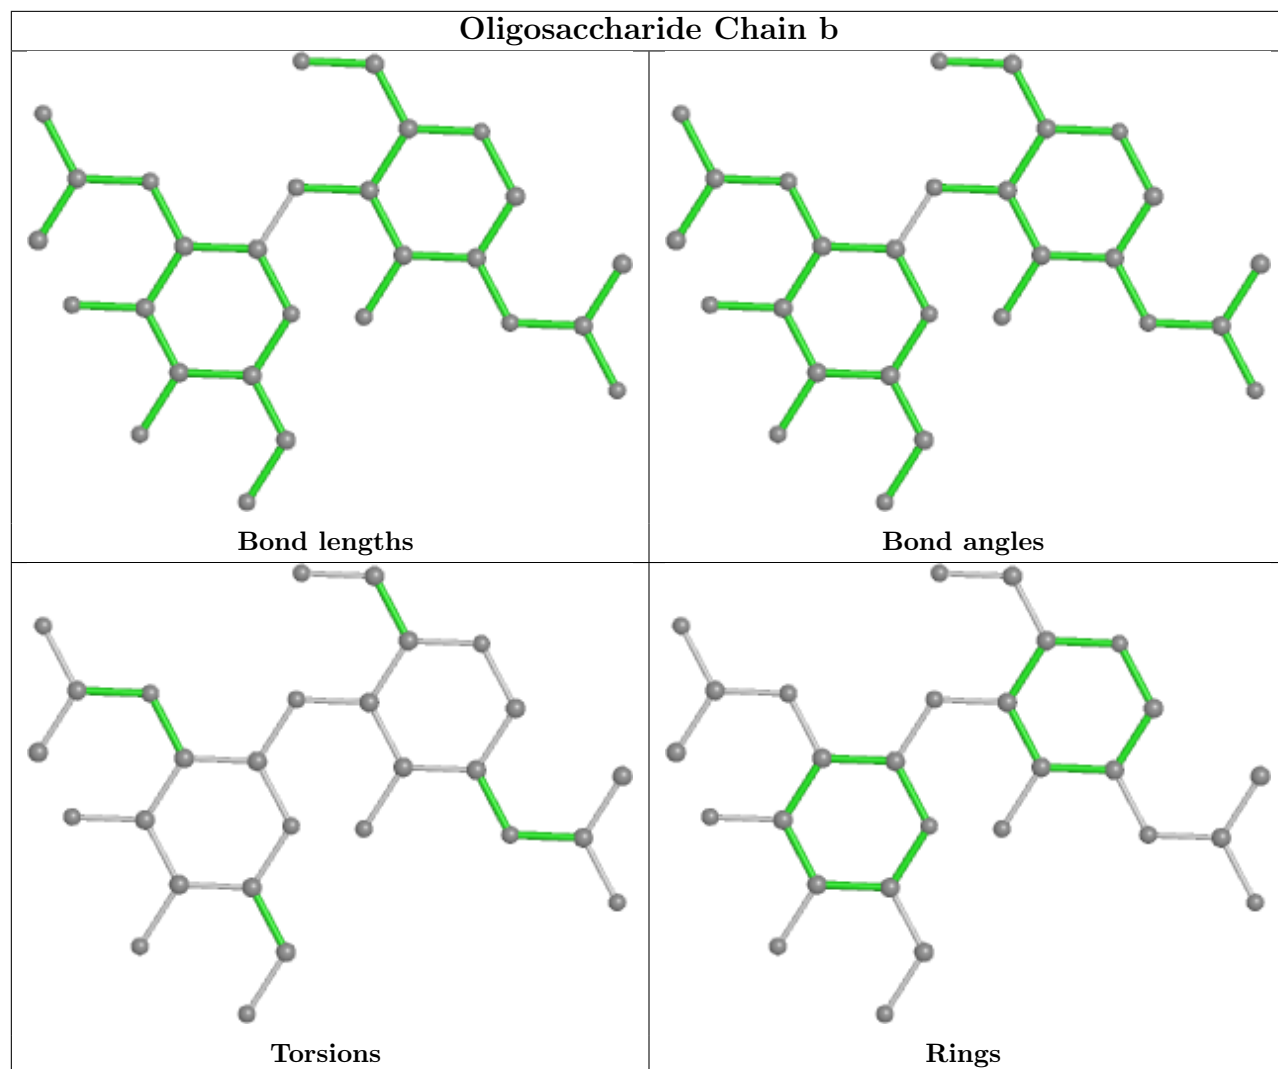 Oligosaccharide Chain b
Bond lengths
Bond angles
Torsions
Rings